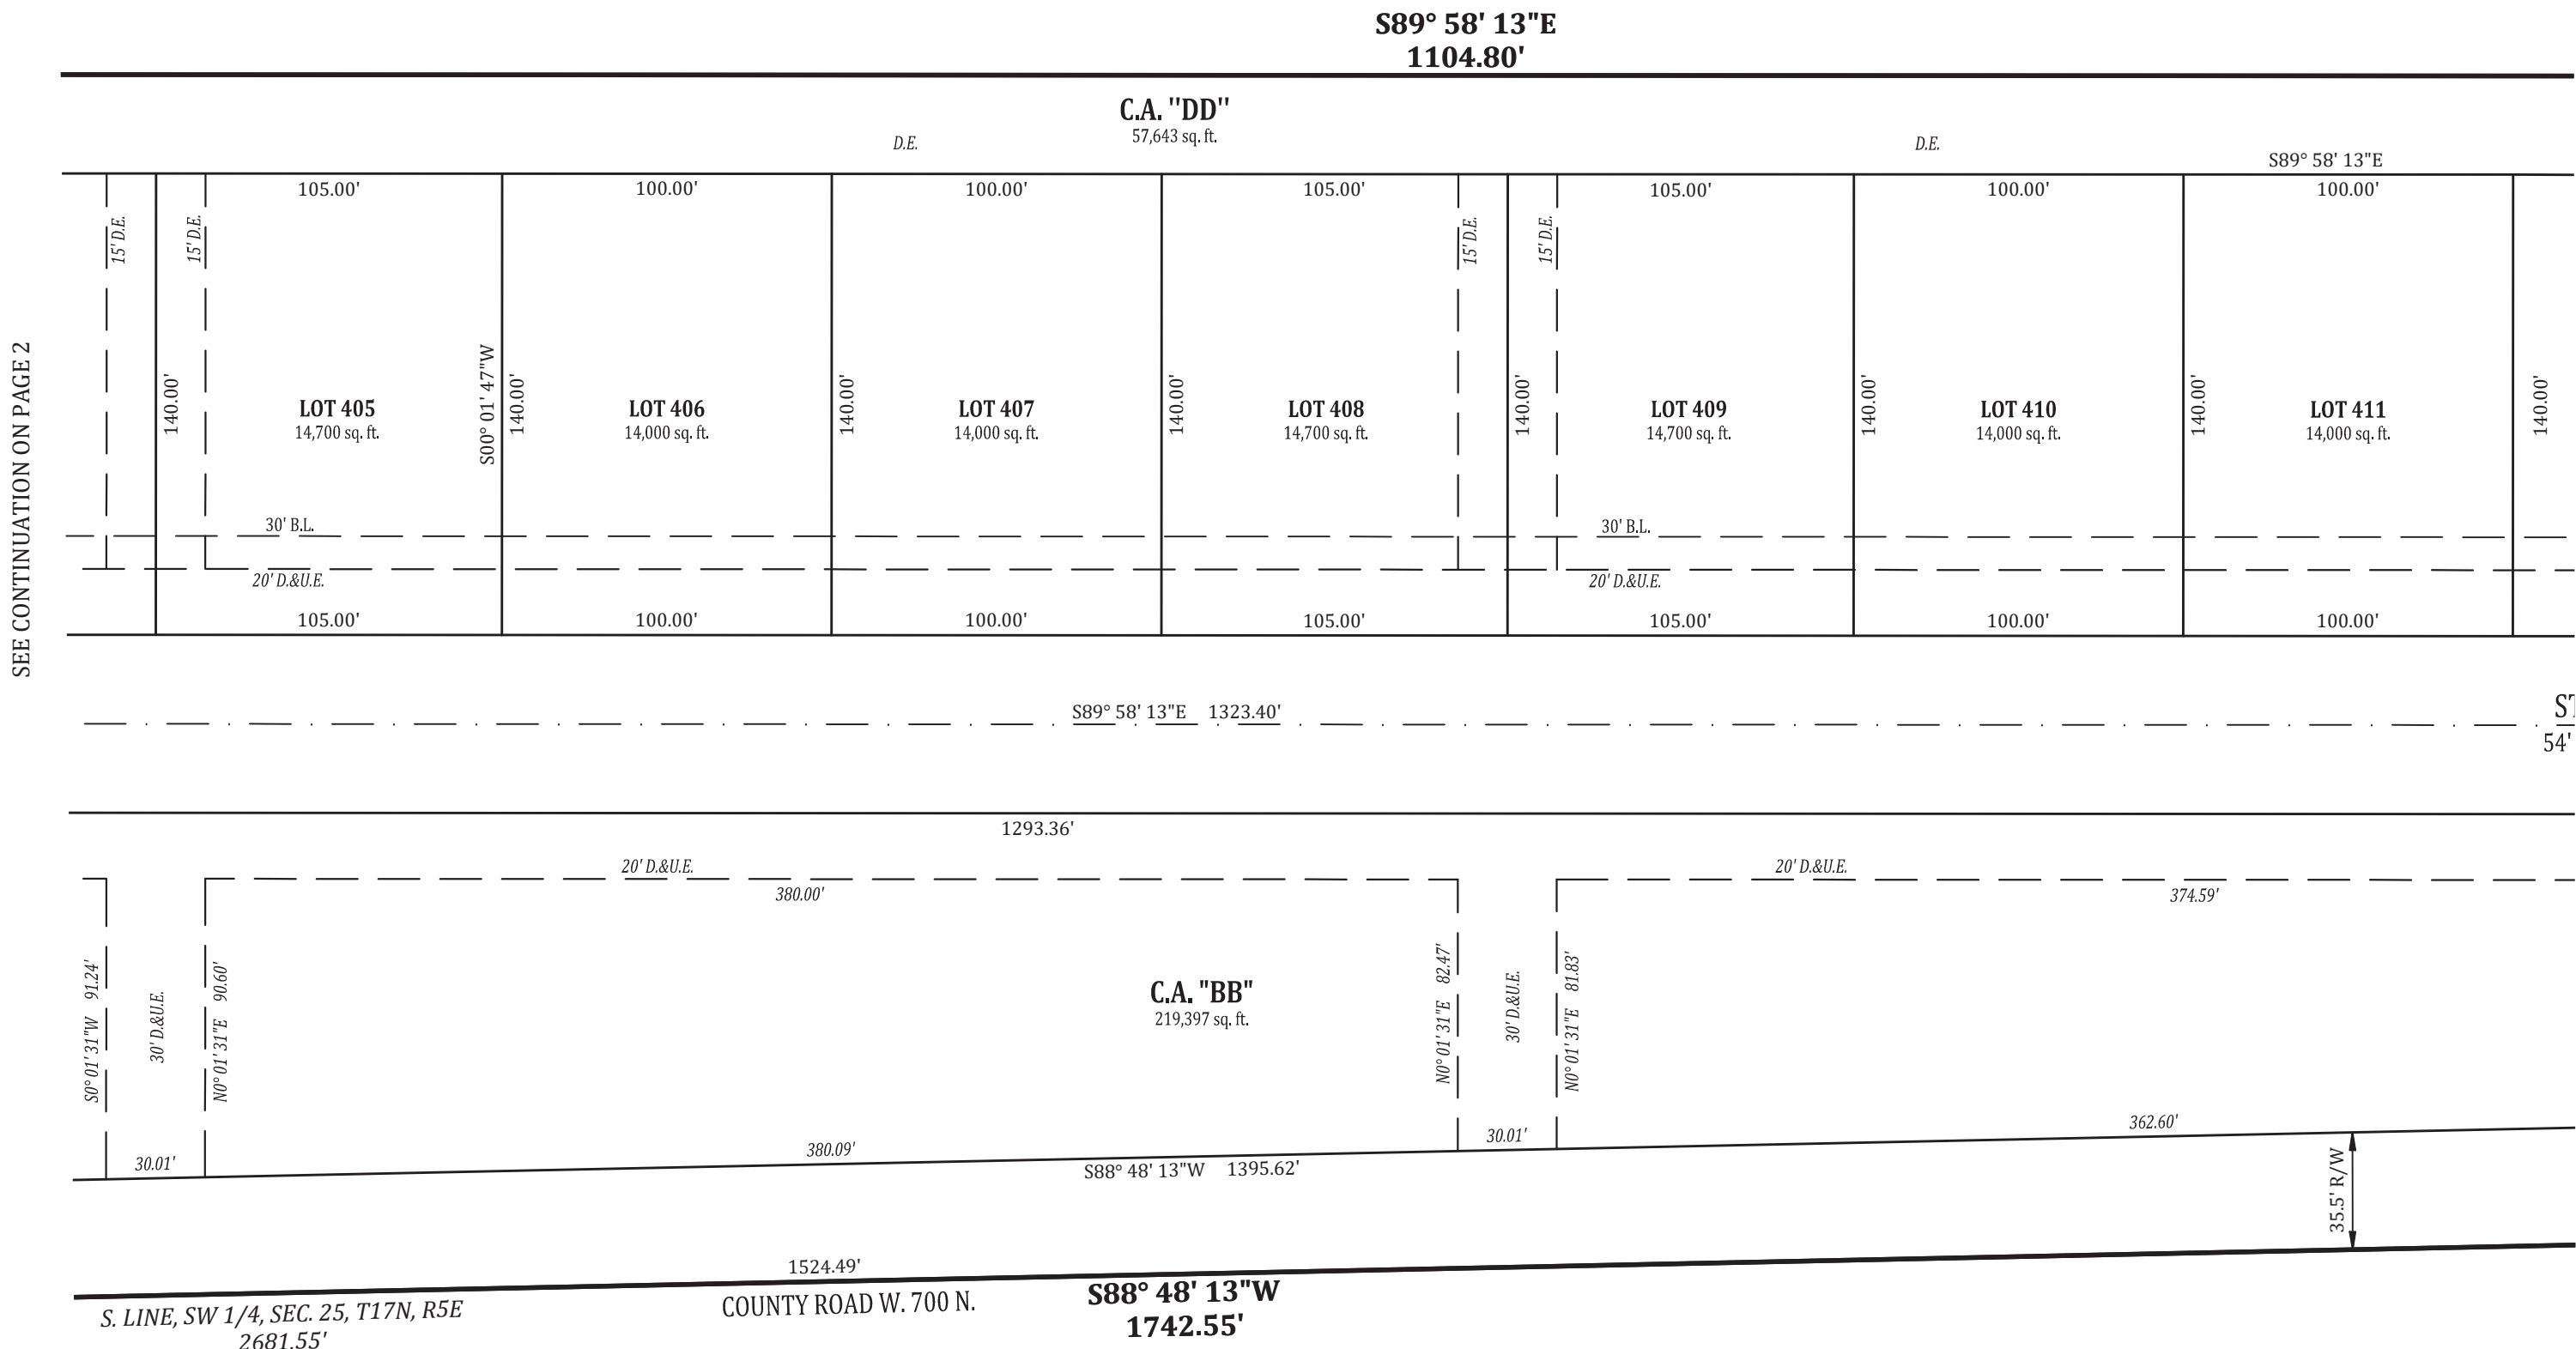 S89° 58' 13"E
1104.80'
C.A. "DD"
57,643 sq. ft.
D.E.
D.E.
S89° 58' 13"E
105.00'
100.00'
100.00'
105.00'
105.00'
100.00'
100.00'
15' D.E.
15' D.E.
15' D.E.
15' D.E.
SEE CONTINUATION ON PAGE 2
140.00'
LOT 405
14,700 sq. ft.
S00° 01' 47"W
140.00'
LOT 406
14,000 sq. ft.
140.00'
LOT 407
14,000 sq. ft.
140.00'
LOT 408
14,700 sq. ft.
140.00'
LOT 409
14,700 sq. ft.
140.00'
LOT 410
14,000 sq. ft.
140.00'
LOT 411
14,000 sq. ft.
140.00'
30' B.L.
30' B.L.
20' D.&U.E.
20' D.&U.E.
105.00'
100.00'
100.00'
105.00'
105.00'
100.00'
100.00'
S89° 58' 13"E 1323.40'
54'
1293.36'
20' D.&U.E.
380.00'
20' D.&U.E.
374.59'
S0° 01' 31"W 91.24'
30' D.&U.E.
N0° 01' 31"E 90.60'
C.A. "BB"
219,397 sq. ft.
N0° 01' 31"E 82.47'
30' D.&U.E.
N0° 01' 31"E 81.83'
30.01'
380.09'
30.01'
362.60'
S88° 48' 13"W 1395.62'
35.5' R/W
1524.49'
S. LINE, SW 1/4, SEC. 25, T17N, R5E
2681.55'
COUNTY ROAD W. 700 N.
S88° 48' 13"W
1742.55'